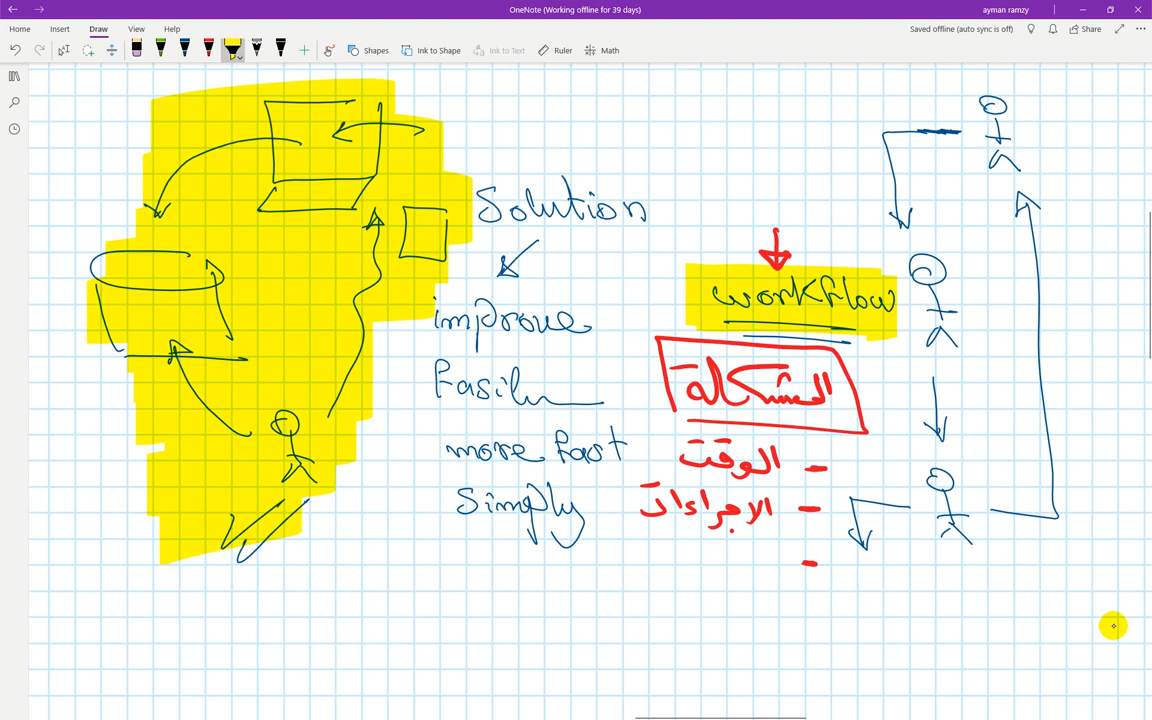 OneNote (Working offline for 39 days)
ayman ramzy
Home Insert Draw View Help
Saved offline (auto sync is off) Share
Shapes Ink to Shape Ink to Text Ruler Math
Solution
workflow
improve
المشكلة
Easily
الوقت -
more fast
الاجراءات -
Simply
-